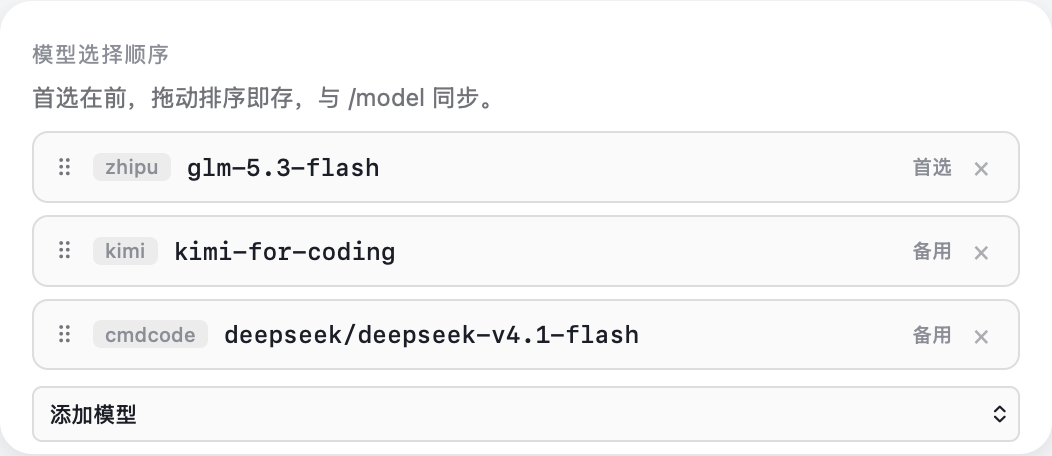 模型选择顺序
首选在前，拖动排序即存，与 /model 同步。
zhipu glm-5.3-flash 首选 ×
kimi kimi-for-coding 备用 ×
cmdcode deepseek/deepseek-v4.1-flash 备用 ×
添加模型